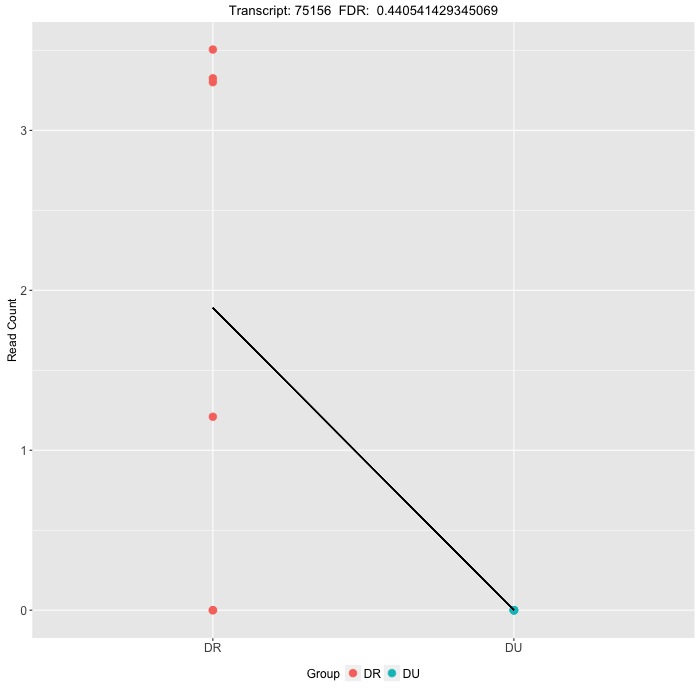 Transcript: 75156  FDR:  0.440541429345069
Read Count
3
2
1
0
DR DU
Group DR DU